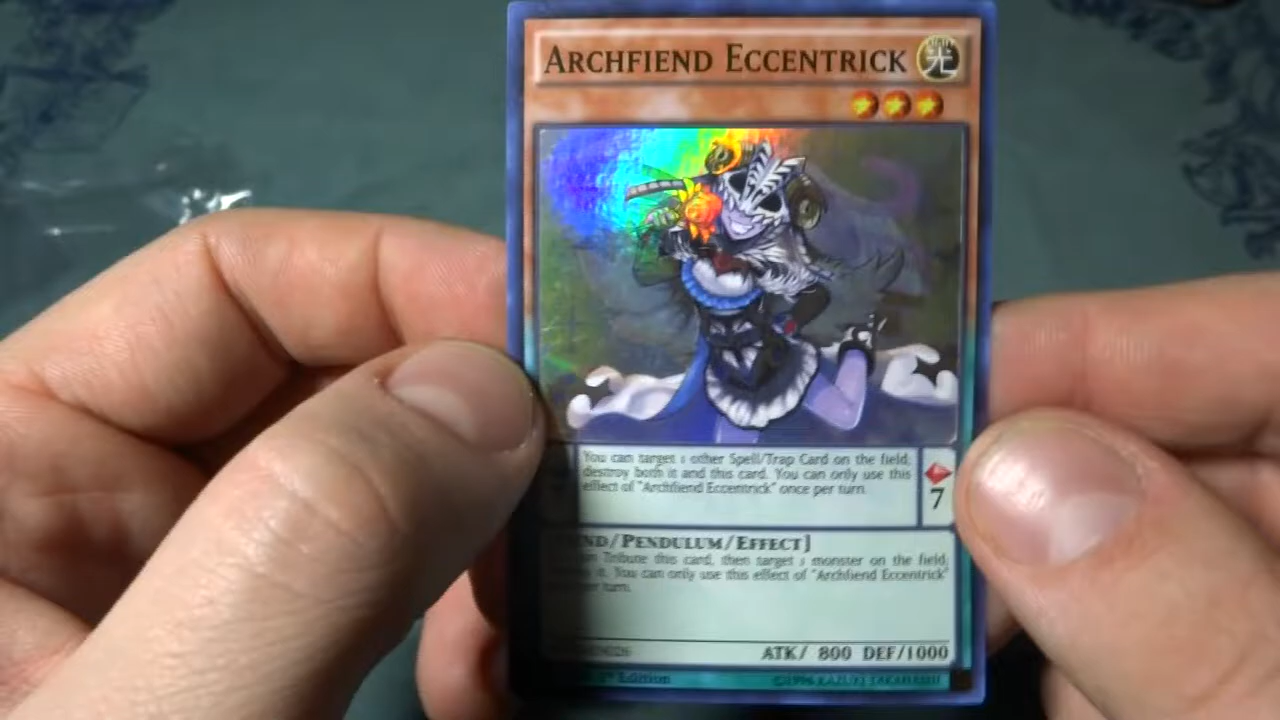 ARCHFIEND ECCENTRICK
光
You can target 1 other Spell/Trap Card on the field;
destroy both it and this card. You can only use this
effect of "Archfiend Eccentrick" once per turn.
7
/PENDULUM/EFFECT]
Tribute this card, then target 1 monster on the field;
it. You can only use this effect of "Archfiend Eccentrick"
turn.
ATK/ 800 DEF/1000
1st Edition
©1996 KAZUKI TAKAHASHI